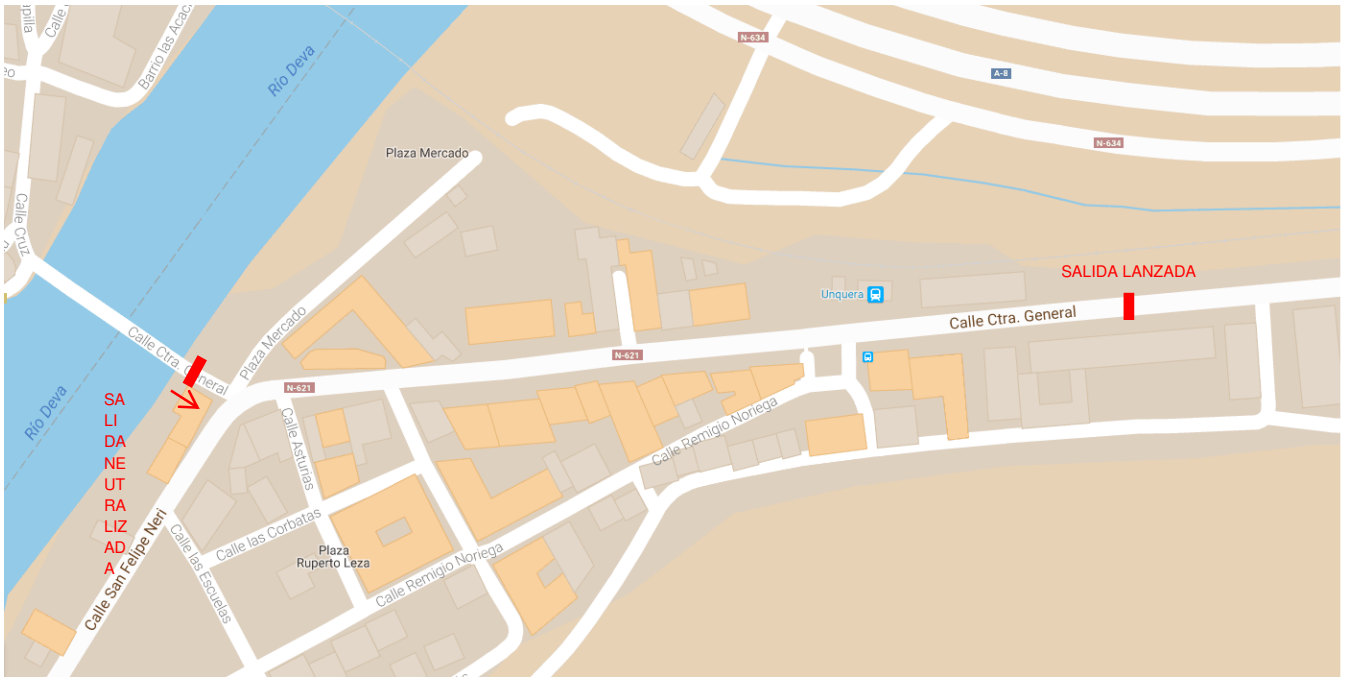 Calle
Barrio las Acac.
Río Deva
N-634
A-8
N-634
Plaza Mercado
Calle Cruz
SALIDA LANZADA
Unquera
Calle Ctra. General
Plaza Mercado
Calle Ctra. General
N-621
N-621
Río Deva
SA
LI
DA
NE
UT
RA
LIZ
AD
A
Calle Asturias
Calle Remigio Noriega
Calle San Felipe Neri
Calle las Escuelas
Calle las Corbatas
Plaza
Ruperto Leza
Calle Remigio Noriega